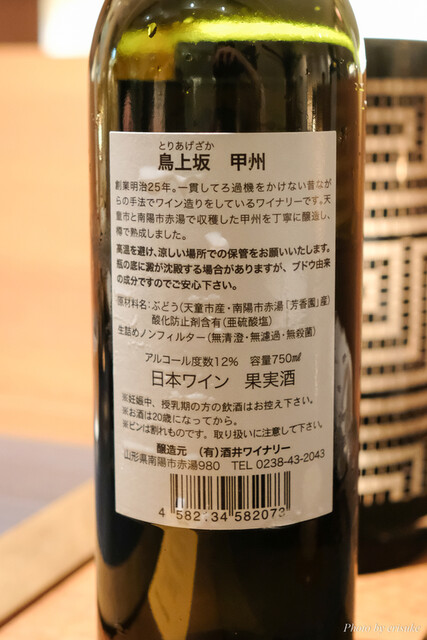 とりあげざか
鳥上坂 甲州
創業明治25年。一貫してろ過機をかけない昔なが
らの手法でワイン造りをしているワイナリーです。天
童市と南陽市赤湯で収穫した甲州を丁寧に醸造し、
樽で熟成しました。
高温を避け、涼しい場所での保管をお願いいたします。
瓶の底に澱が沈殿する場合がありますが、ブドウ由来
の成分ですのでご安心下さい。
原材料名:ぶどう(天童市産・南陽市赤湯「芳香園」産)
酸化防止剤含有(亜硫酸塩)
生詰めノンフィルター(無清澄・無濾過・無殺菌)
アルコール度数12% 容量750㎖
日本ワイン 果実酒
※妊娠中、授乳期の方の飲酒はお控え下さい。
※お酒は20歳になってから。
※ビンは割れものです。取り扱いに注意して下さい。
醸造元 (有)酒井ワイナリー
山形県南陽市赤湯980 TEL 0238-43-2043
4 582134 582073
Photo by erisuke